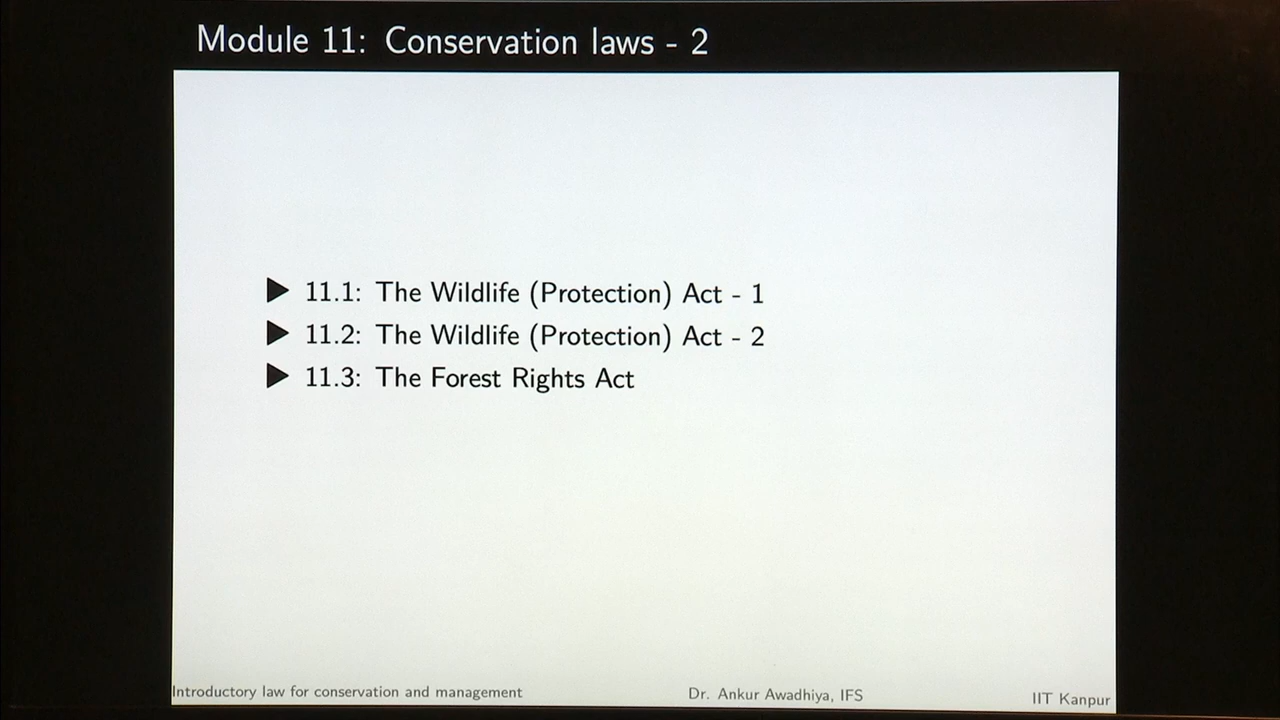 Module 11: Conservation laws - 2
▶ 11.1: The Wildlife (Protection) Act - 1
▶ 11.2: The Wildlife (Protection) Act - 2
▶ 11.3: The Forest Rights Act
Introductory law for conservation and management Dr. Ankur Awadhiya, IFS IIT Kanpur